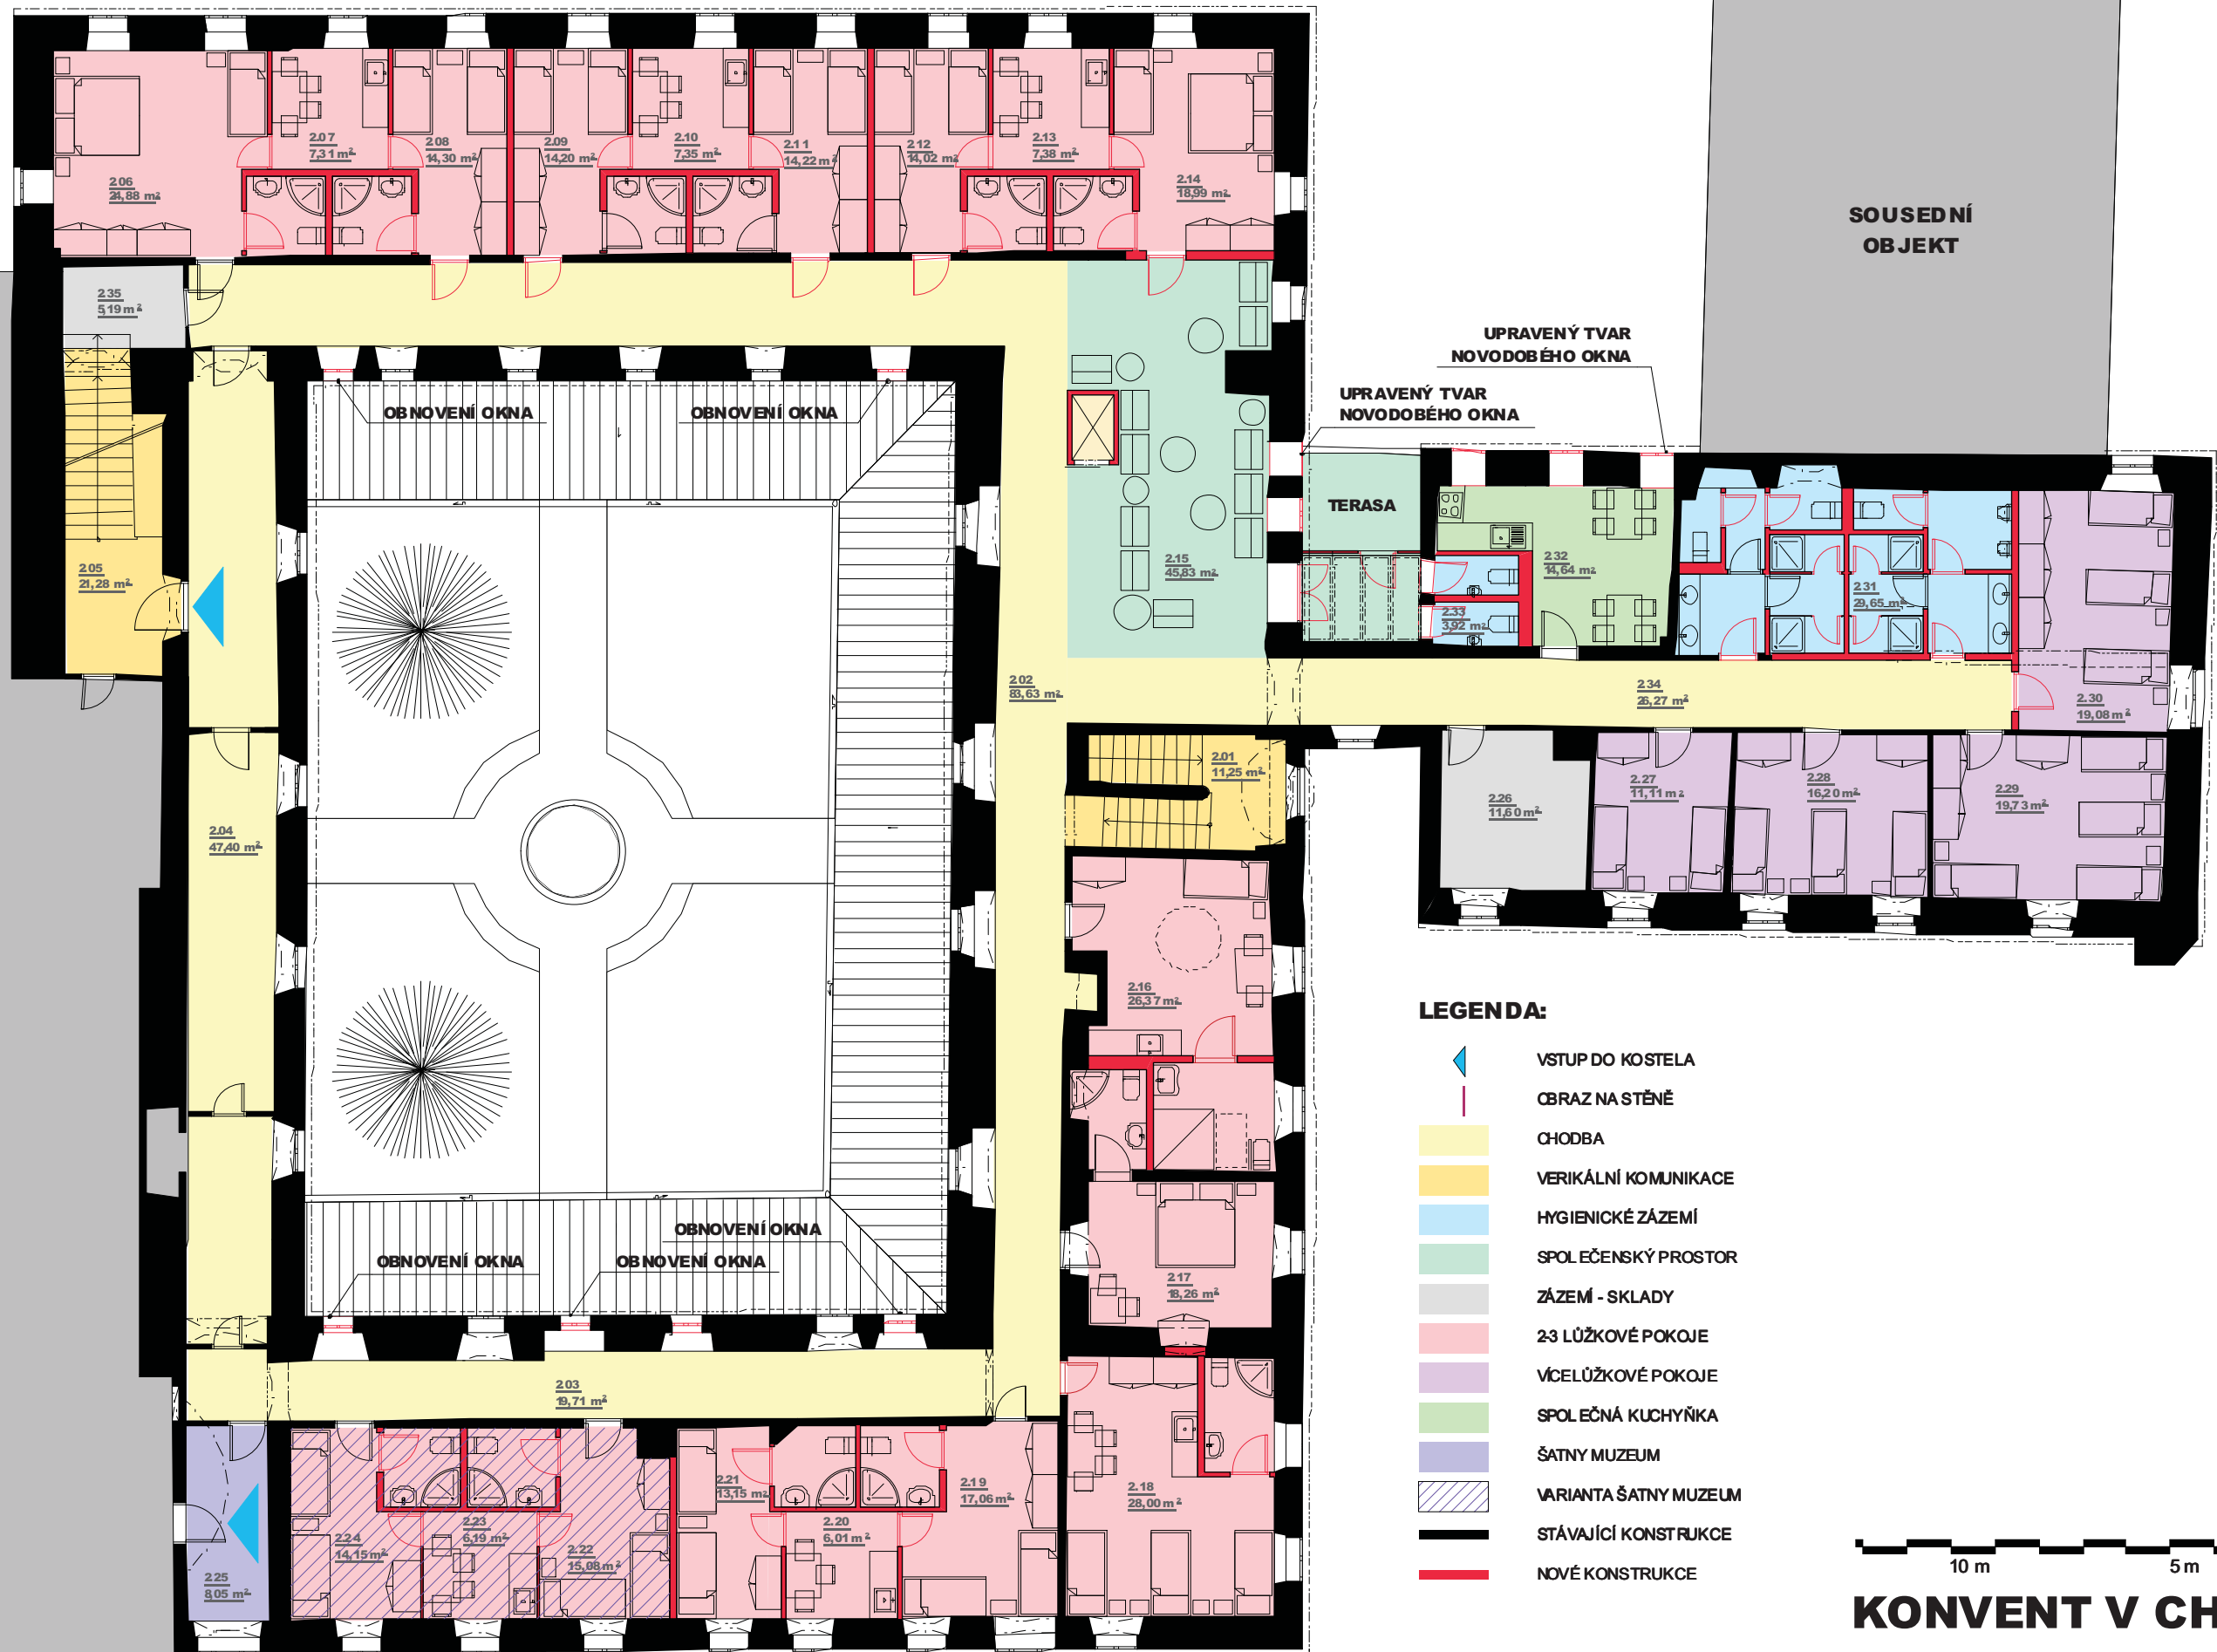 2.06
24,88 m²
2.07
7,31 m²
2.08
14,30 m²
2.09
14,20 m²
2.10
7,35 m²
2.11
14,22 m²
2.12
14,02 m²
2.13
7,38 m²
2.14
18,99 m²
SOUSEDNÍ
OBJEKT
2.35
5,19 m²
UPRAVENÝ TVAR
NOVODOBÉHO OKNA
UPRAVENÝ TVAR
NOVODOBÉHO OKNA
OBNOVENÍ OKNA
OBNOVENÍ OKNA
TERASA
2.05
21,28 m²
2.15
45,83 m²
2.32
14,64 m²
2.33
3,92 m²
2.31
29,65 m²
2.02
83,63 m²
2.34
26,27 m²
2.30
19,08 m²
2.01
11,25 m²
2.26
11,60 m²
2.27
11,11 m²
2.28
16,20 m²
2.29
19,73 m²
2.04
47,40 m²
2.16
26,37 m²
OBNOVENÍ OKNA
OBNOVENÍ OKNA
OBNOVENÍ OKNA
2.17
18,26 m²
2.03
19,71 m²
2.18
28,00 m²
2.19
17,06 m²
2.20
6,01 m²
2.21
13,15 m²
2.22
15,08 m²
2.23
6,19 m²
2.24
14,15 m²
2.25
8,05 m²
LEGENDA:
VSTUP DO KOSTELA
OBRAZ NA STĚNĚ
CHODBA
VERIKÁLNÍ KOMUNIKACE
HYGIENICKÉ ZÁZEMÍ
SPOLEČENSKÝ PROSTOR
ZÁZEMÍ - SKLADY
2-3 LŮŽKOVÉ POKOJE
VÍCELŮŽKOVÉ POKOJE
SPOLEČNÁ KUCHYŇKA
ŠATNY MUZEUM
VARIANTA ŠATNY MUZEUM
STÁVAJÍCÍ KONSTRUKCE
NOVÉ KONSTRUKCE
10 m
5 m
KONVENT V CH